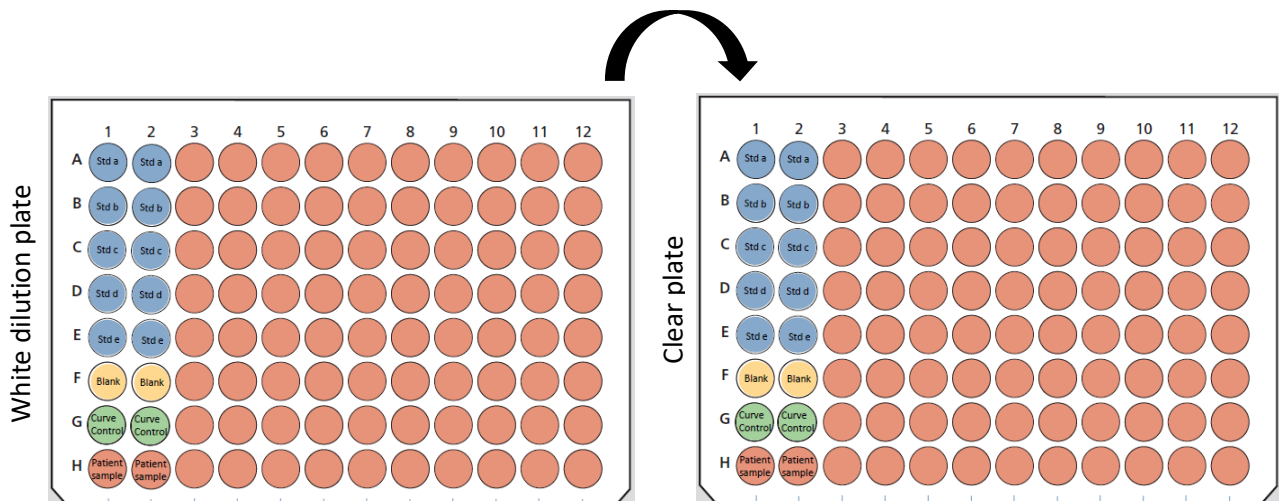 White dilution plate
1 2 3 4 5 6 7 8 9 10 11 12
A Std a Std a
B Std b Std b
C Std c Std c
D Std d Std d
E Std e Std e
F Blank Blank
G Curve Control Curve Control
H Patient sample Patient sample
Clear plate
1 2 3 4 5 6 7 8 9 10 11 12
A Std a Std a
B Std b Std b
C Std c Std c
D Std d Std d
E Std e Std e
F Blank Blank
G Curve Control Curve Control
H Patient sample Patient sample